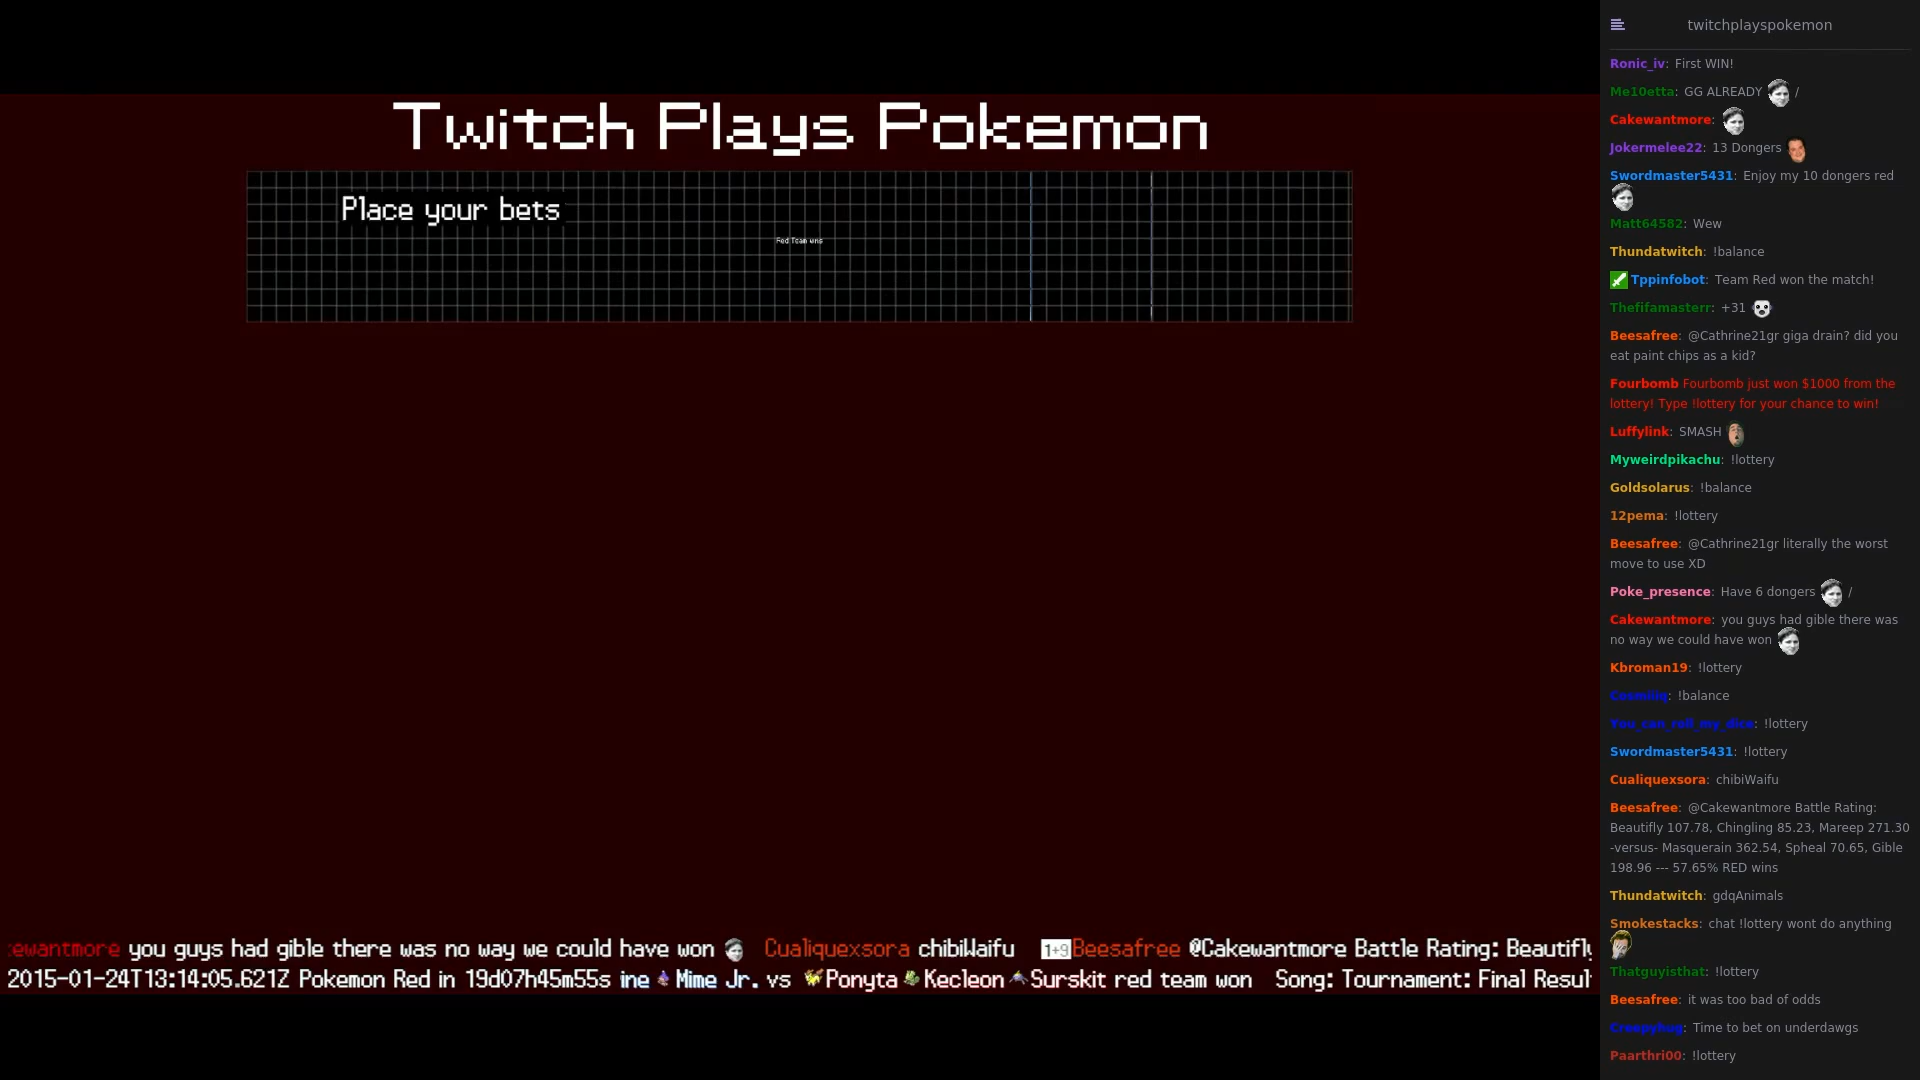 twitchplayspokemon
Twitch Plays Pokemon
Place your bets
Red Team wins
Ronic_iv: First WIN!
Me10etta: GG ALREADY /
Cakewantmore:
Jokermelee22: 13 Dongers
Swordmaster5431: Enjoy my 10 dongers red
Matt64582: Wew
Thundatwitch: !balance
Tppinfobot: Team Red won the match!
Thefifamasterr: +31
Beesafree: @Cathrine21gr giga drain? did you
eat paint chips as a kid?
Fourbomb Fourbomb just won $1000 from the
lottery! Type !lottery for your chance to win!
Luffylink: SMASH
Myweirdpikachu: !lottery
Goldsolarus: !balance
12pema: !lottery
Beesafree: @Cathrine21gr literally the worst
move to use XD
Poke_presence: Have 6 dongers /
Cakewantmore: you guys had gible there was
no way we could have won
Kbroman19: !lottery
Cosmiiq: !balance
You_can_roll_my_dice: !lottery
Swordmaster5431: !lottery
Cualiquexsora: chibiWaifu
Beesafree: @Cakewantmore Battle Rating:
Beautifly 107.78, Chingling 85.23, Mareep 271.30
-versus- Masquerain 362.54, Spheal 70.65, Gible
198.96 --- 57.65% RED wins
Thundatwitch: gdqAnimals
Smokestacks: chat !lottery wont do anything
Thatguyisthat: !lottery
Beesafree: it was too bad of odds
Creepyhug: Time to bet on underdawgs
Paarthri00: !lottery
ewantmore you guys had gible there was no way we could have won Cualiquexsora chibiWaifu 1+9 Beesafree @Cakewantmore Battle Rating: Beautifly
2015-01-24T13:14:05.621Z Pokemon Red in 19d07h45m55s ine Mime Jr. vs Ponyta Kecleon Surskit red team won Song: Tournament: Final Resul